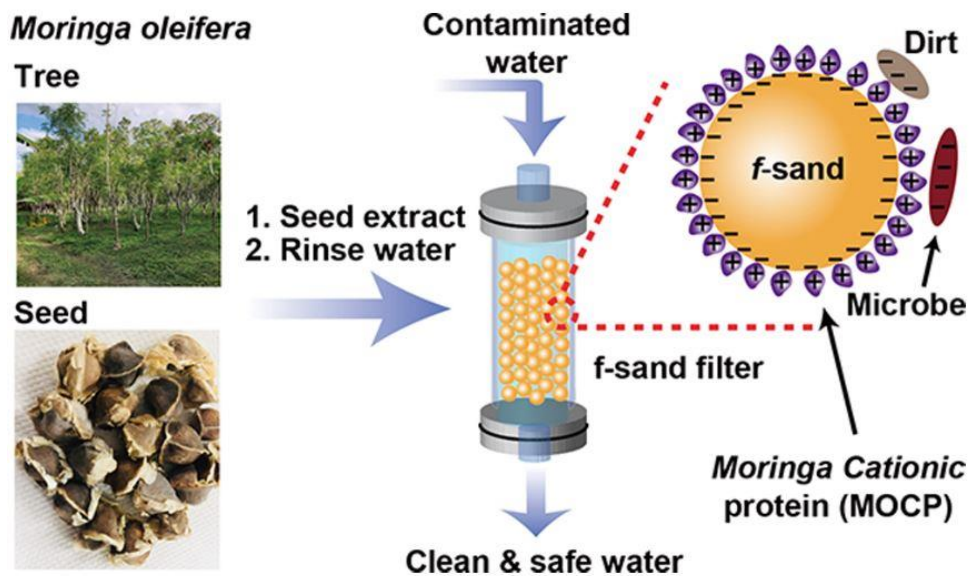 Moringa oleifera
Tree
Seed
Contaminated
water
1. Seed extract
2. Rinse water
f-sand filter
Clean & safe water
f-sand
Dirt
Microbe
Moringa Cationic
protein (MOCP)